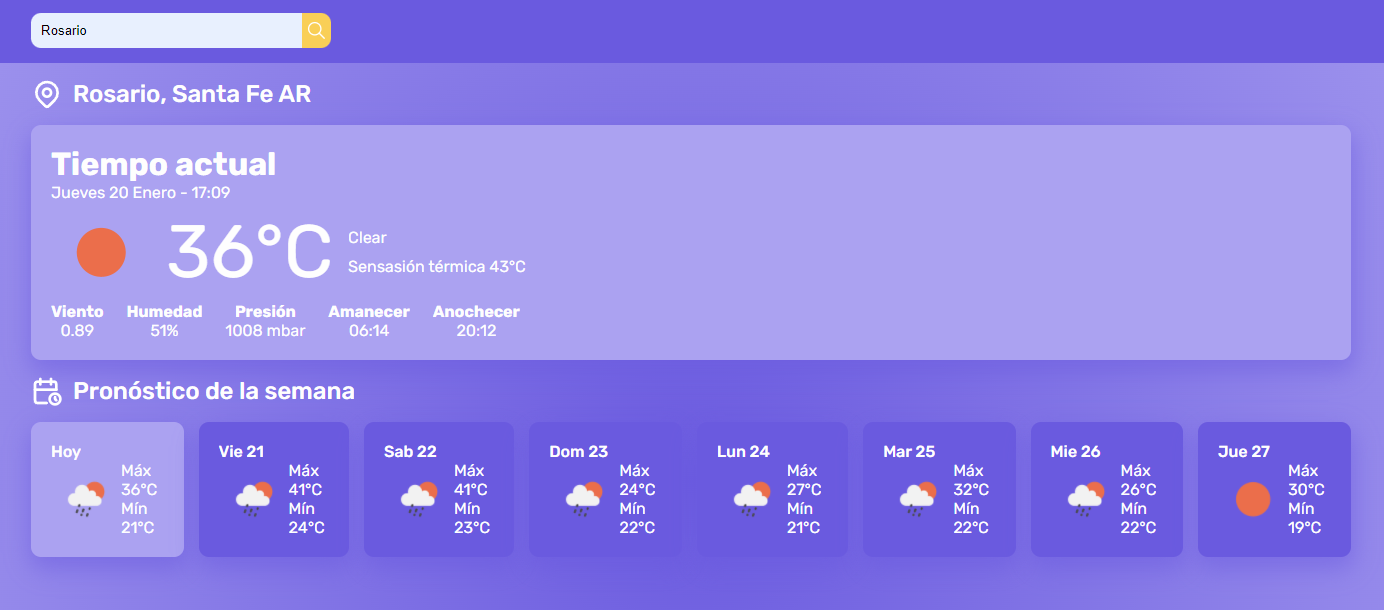 Rosario
Rosario, Santa Fe AR
Tiempo actual
Jueves 20 Enero - 17:09
36°C
Clear
Sensasión térmica 43°C
Viento Humedad Presión Amanecer Anochecer
0.89 51% 1008 mbar 06:14 20:12
Pronóstico de la semana
Hoy
Máx
36°C
Mín
21°C
Vie 21
Máx
41°C
Mín
24°C
Sab 22
Máx
41°C
Mín
23°C
Dom 23
Máx
24°C
Mín
22°C
Lun 24
Máx
27°C
Mín
21°C
Mar 25
Máx
32°C
Mín
22°C
Mie 26
Máx
26°C
Mín
22°C
Jue 27
Máx
30°C
Mín
19°C